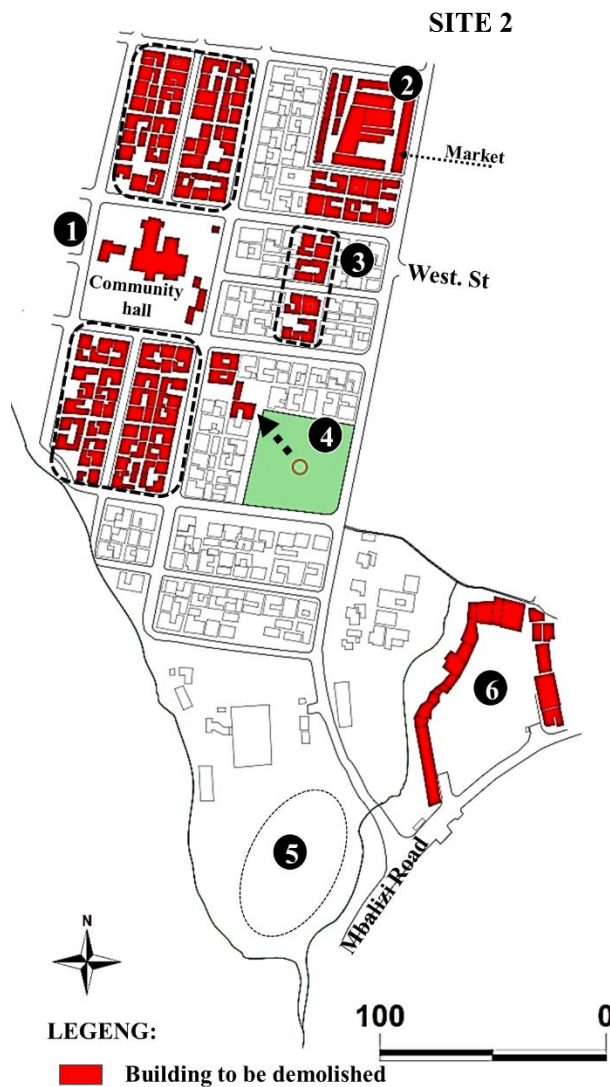 SITE 2
2
Market
1
Community
hall
3
West. St
4
6
5
Mbalizi Road
N
LEGENG:
100
0
Building to be demolished